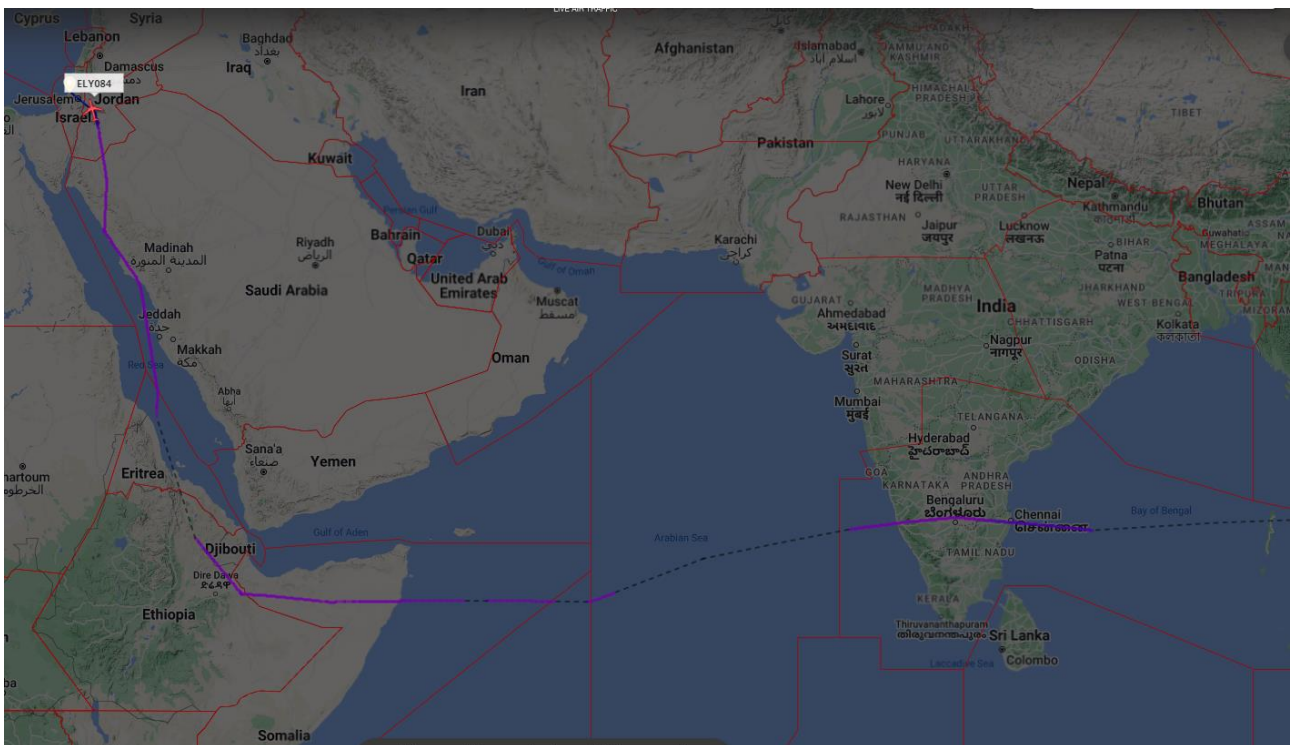 LIVE AIR TRAFFIC
Cyprus
Syria
Lebanon
Damascus
Baghdad
بغداد
Iraq
Iran
Afghanistan
Islamabad
اسلام آباد
JAMMU AND
KASHMIR
HIMACHAL
PRADESH
TIBET
ELY084
Jerusalem
Jordan
Israel
Lahore
لاہور
PUNJAB
UTTARAKHAND
Kuwait
Pakistan
HARYANA
New Delhi
नई दिल्ली
UTTAR
PRADESH
Nepal
Kathmandu
काठमाडौं
Bhutan
ASSAM
Persian Gulf
Bahrain
Qatar
Dubai
دبي
Karachi
کراچی
RAJASTHAN
Jaipur
जयपुर
Lucknow
लखनऊ
BIHAR
Patna
पटना
Guwahati
MEGHALAYA
Madinah
المدينة المنورة
Riyadh
الرياض
Saudi Arabia
United Arab
Emirates
Gulf of Oman
Muscat
مسقط
GUJARAT
Ahmedabad
અમદાવાદ
MADHYA
PRADESH
India
JHARKHAND
Bangladesh
WEST BENGAL
TRIPURA
MIZORAM
Kolkata
কলকাতা
CHHATTISGARH
Jeddah
جدة
Makkah
مكة
Red Sea
Oman
Surat
સુરત
Nagpur
नागपूर
ODISHA
MAHARASHTRA
Mumbai
मुंबई
Abha
أبها
TELANGANA
Hyderabad
హైదరాబాద్
Sana'a
صنعاء
Yemen
Eritrea
hartoum
الخرطوم
GOA
KARNATAKA
ANDHRA
PRADESH
Bengaluru
ಬೆಂಗಳೂರು
Chennai
சென்னை
Bay of Bengal
Gulf of Aden
Arabian Sea
Djibouti
TAMIL NADU
Dire Dawa
ድሬዳዋ
Ethiopia
KERALA
Thiruvananthapuram
തിരുവനന്തപുരം
Sri Lanka
Colombo
Laccadive Sea
ba
Somalia